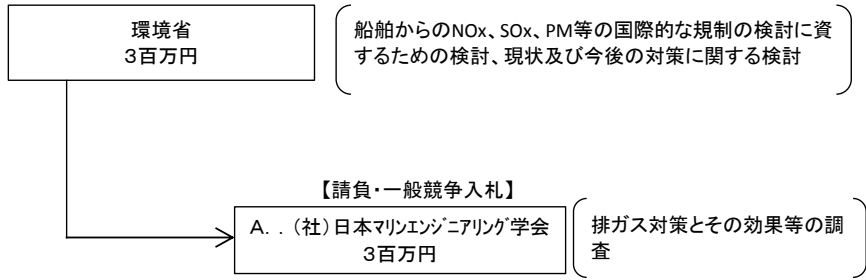 環境省
3百万円
船舶からのNOx、SOx、PM等の国際的な規制の検討に資
するための検討、現状及び今後の対策に関する検討
【請負・一般競争入札】
A．．（社）日本マリンエンジニアリング学会
3百万円
排ガス対策とその効果等の調
査